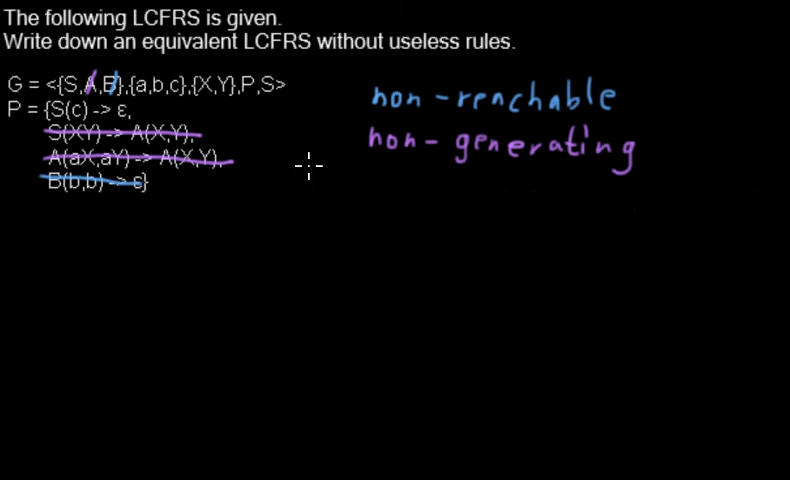 The following LCFRS is given.
Write down an equivalent LCFRS without useless rules.
G = <{S,A,B},{a,b,c},{X,Y},P,S>
P = {S(c) -> ε,
S(XY) -> A(X,Y),
A(aX,aY) -> A(X,Y),
B(b,b) -> ε}
non-reachable
non-generating